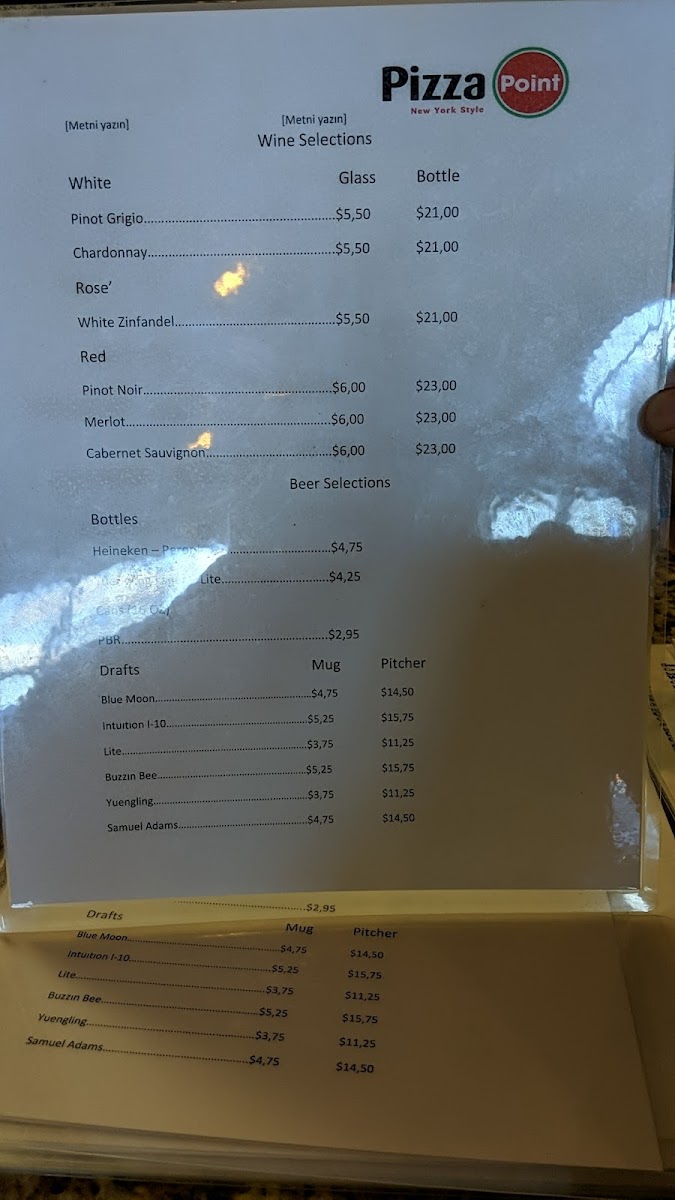 Pizza Point
New York Style
[Metni yazın] [Metni yazın]
Wine Selections
White Glass Bottle
Pinot Grigio..........$5,50 $21,00
Chardonnay..........$5,50 $21,00
Rose’
White Zinfandel..........$5,50 $21,00
Red
Pinot Noir..........$6,00 $23,00
Merlot..........$6,00 $23,00
Cabernet Sauvignon..........$6,00 $23,00
Beer Selections
Bottles
Heineken – ..........$4,75
Lite..........$4,25
PBR..........$2,95
Drafts Mug Pitcher
Blue Moon..........$4,75 $14,50
Intuition I-10..........$5,25 $15,75
Lite..........$3,75 $11,25
Buzzin Bee..........$5,25 $15,75
Yuengling..........$3,75 $11,25
Samuel Adams..........$4,75 $14,50
..........$2,95
Drafts Mug Pitcher
Blue Moon..........$4,75 $14,50
Intuition I-10..........$5,25 $15,75
Lite..........$3,75 $11,25
Buzzin Bee..........$5,25 $15,75
Yuengling..........$3,75 $11,25
Samuel Adams..........$4,75 $14,50